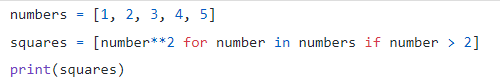 numbers = [1, 2, 3, 4, 5]
squares = [number**2 for number in numbers if number > 2]
print(squares)